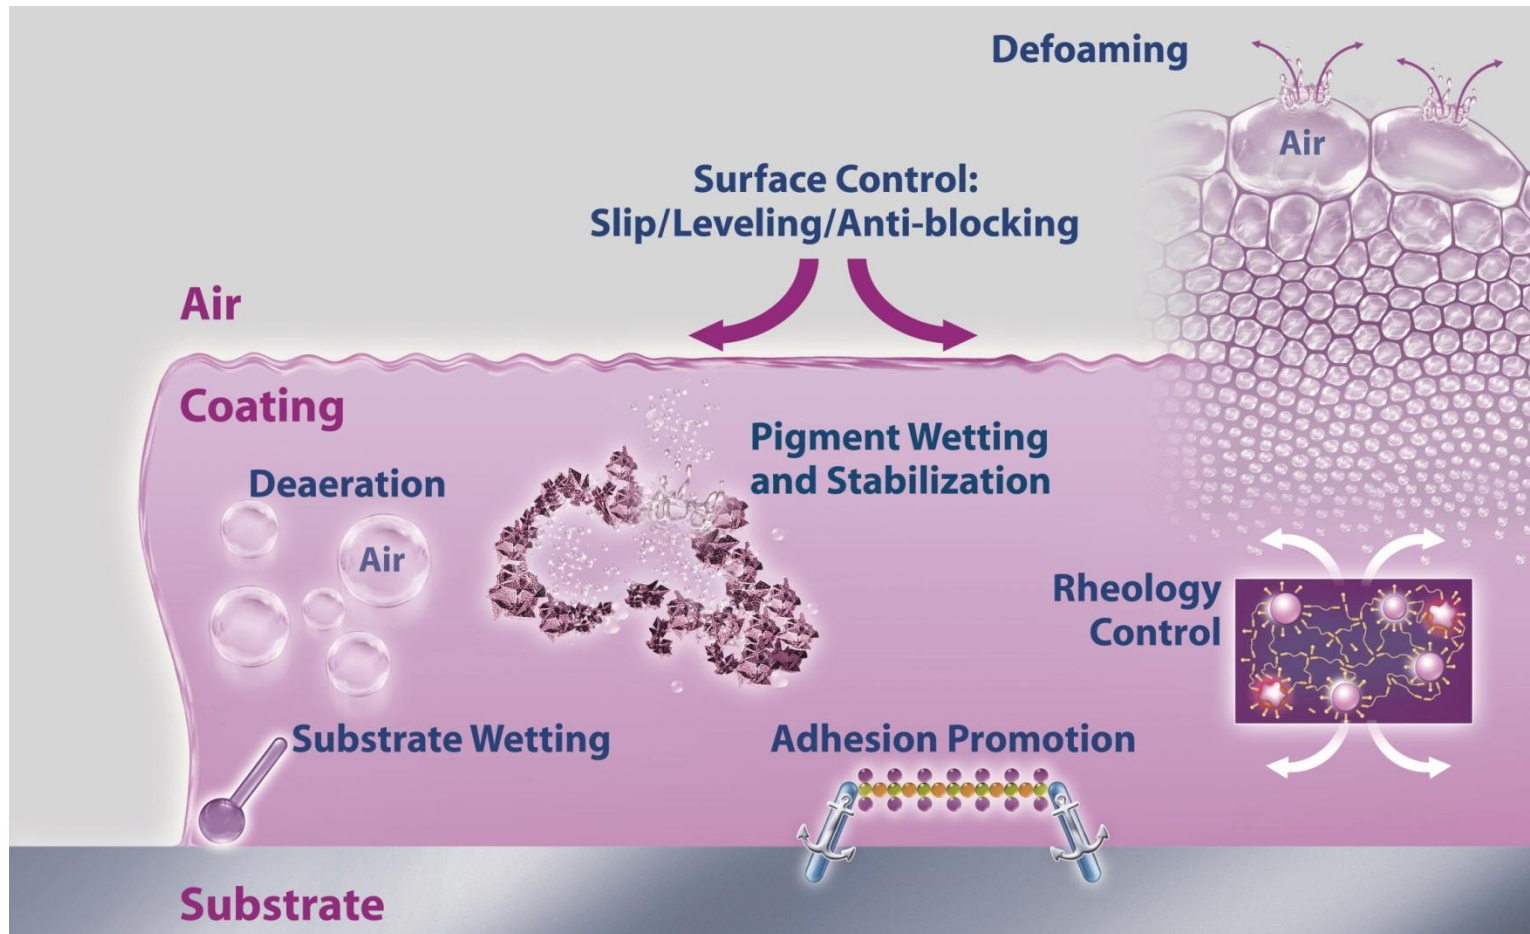 Defoaming
Air
Surface Control:
Slip/Leveling/Anti-blocking
Air
Coating
Pigment Wetting
and Stabilization
Deaeration
Air
Rheology
Control
Substrate Wetting
Adhesion Promotion
Substrate